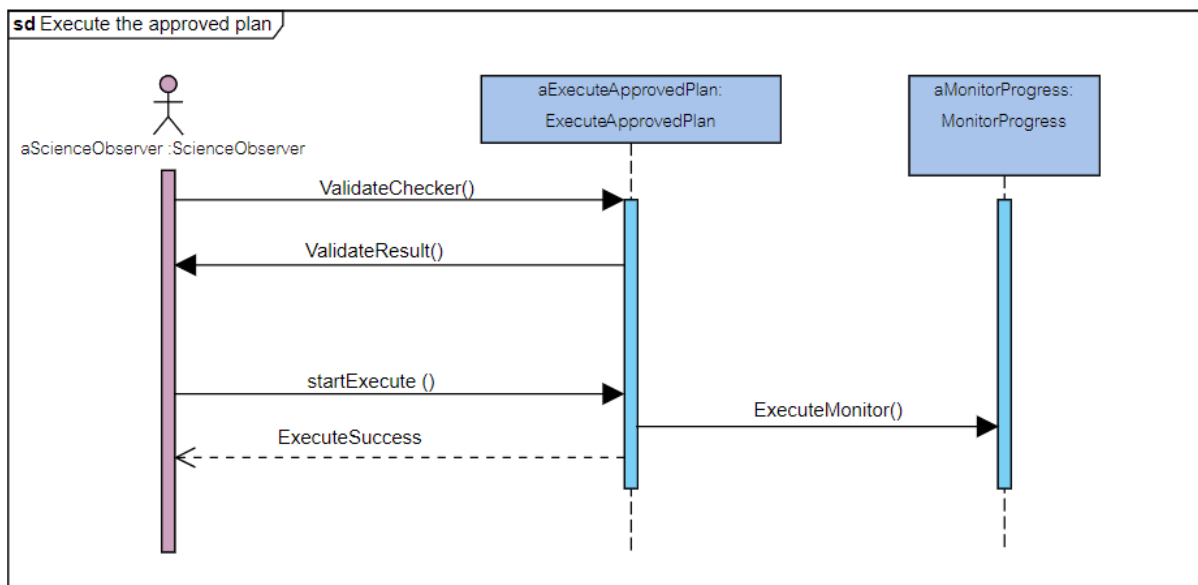 sd Execute the approved plan
aExecuteApprovedPlan:
ExecuteApprovedPlan
aMonitorProgress:
MonitorProgress
aScienceObserver :ScienceObserver
ValidateChecker()
ValidateResult()
startExecute ()
ExecuteMonitor()
ExecuteSuccess